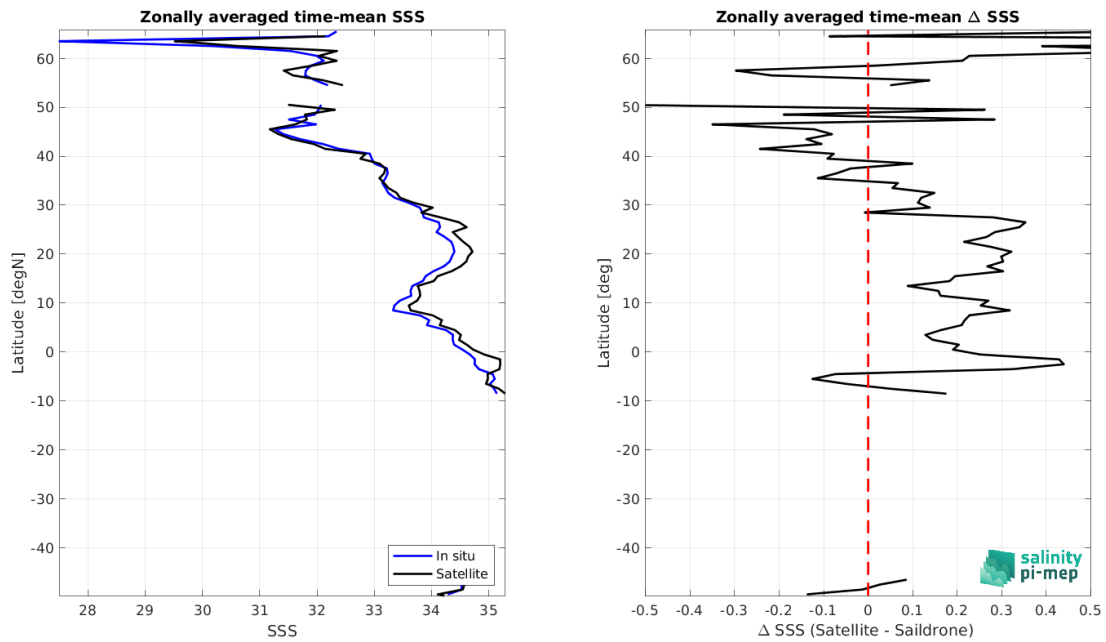 Zonally averaged time-mean SSS
60
50
40
30
20
10
0
-10
-20
-30
-40
Latitude [degN]
28 29 30 31 32 33 34 35
SSS
In situ
Satellite
Zonally averaged time-mean Δ SSS
60
50
40
30
20
10
0
-10
-20
-30
-40
Latitude [deg]
-0.5 -0.4 -0.3 -0.2 -0.1 0 0.1 0.2 0.3 0.4 0.5
Δ SSS (Satellite - Saildrone)
salinity
pi-mep